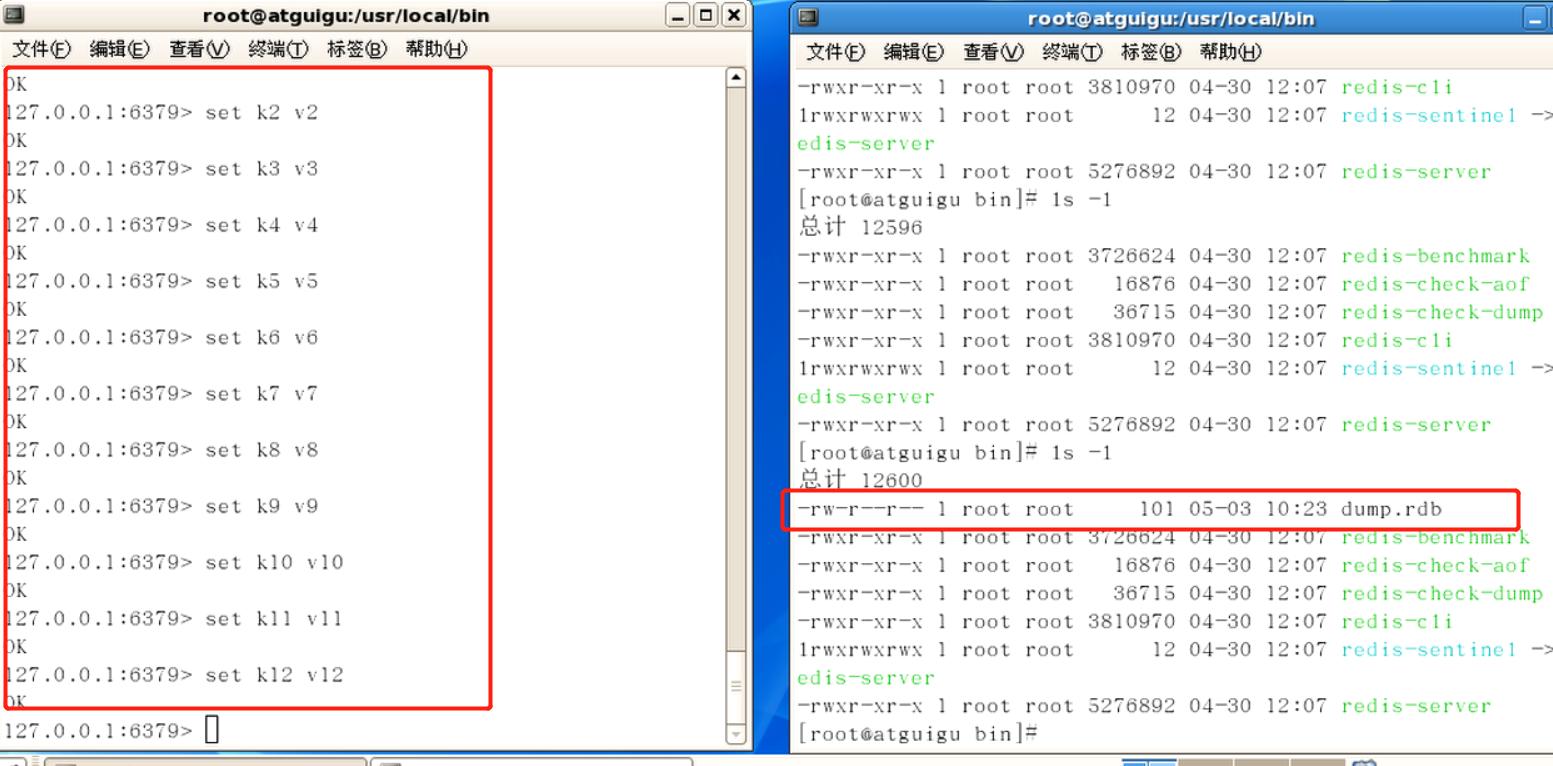 root@atguigu:/usr/local/bin
文件(F) 编辑(E) 查看(V) 终端(T) 标签(B) 帮助(H)
OK
127.0.0.1:6379> set k2 v2
OK
127.0.0.1:6379> set k3 v3
OK
127.0.0.1:6379> set k4 v4
OK
127.0.0.1:6379> set k5 v5
OK
127.0.0.1:6379> set k6 v6
OK
127.0.0.1:6379> set k7 v7
OK
127.0.0.1:6379> set k8 v8
OK
127.0.0.1:6379> set k9 v9
OK
127.0.0.1:6379> set k10 v10
OK
127.0.0.1:6379> set k11 v11
OK
127.0.0.1:6379> set k12 v12
OK
127.0.0.1:6379>
root@atguigu:/usr/local/bin
文件(F) 编辑(E) 查看(V) 终端(T) 标签(B) 帮助(H)
-rwxr-xr-x 1 root root 3810970 04-30 12:07 redis-cli
lrwxrwxrwx 1 root root 12 04-30 12:07 redis-sentinel ->
edis-server
-rwxr-xr-x 1 root root 5276892 04-30 12:07 redis-server
[root@atguigu bin]# ls -l
总计 12596
-rwxr-xr-x 1 root root 3726624 04-30 12:07 redis-benchmark
-rwxr-xr-x 1 root root 16876 04-30 12:07 redis-check-aof
-rwxr-xr-x 1 root root 36715 04-30 12:07 redis-check-dump
-rwxr-xr-x 1 root root 3810970 04-30 12:07 redis-cli
lrwxrwxrwx 1 root root 12 04-30 12:07 redis-sentinel ->
edis-server
-rwxr-xr-x 1 root root 5276892 04-30 12:07 redis-server
[root@atguigu bin]# ls -l
总计 12600
-rw-r--r-- 1 root root 101 05-03 10:23 dump.rdb
-rwxr-xr-x 1 root root 3726624 04-30 12:07 redis-benchmark
-rwxr-xr-x 1 root root 16876 04-30 12:07 redis-check-aof
-rwxr-xr-x 1 root root 36715 04-30 12:07 redis-check-dump
-rwxr-xr-x 1 root root 3810970 04-30 12:07 redis-cli
lrwxrwxrwx 1 root root 12 04-30 12:07 redis-sentinel ->
edis-server
-rwxr-xr-x 1 root root 5276892 04-30 12:07 redis-server
[root@atguigu bin]#